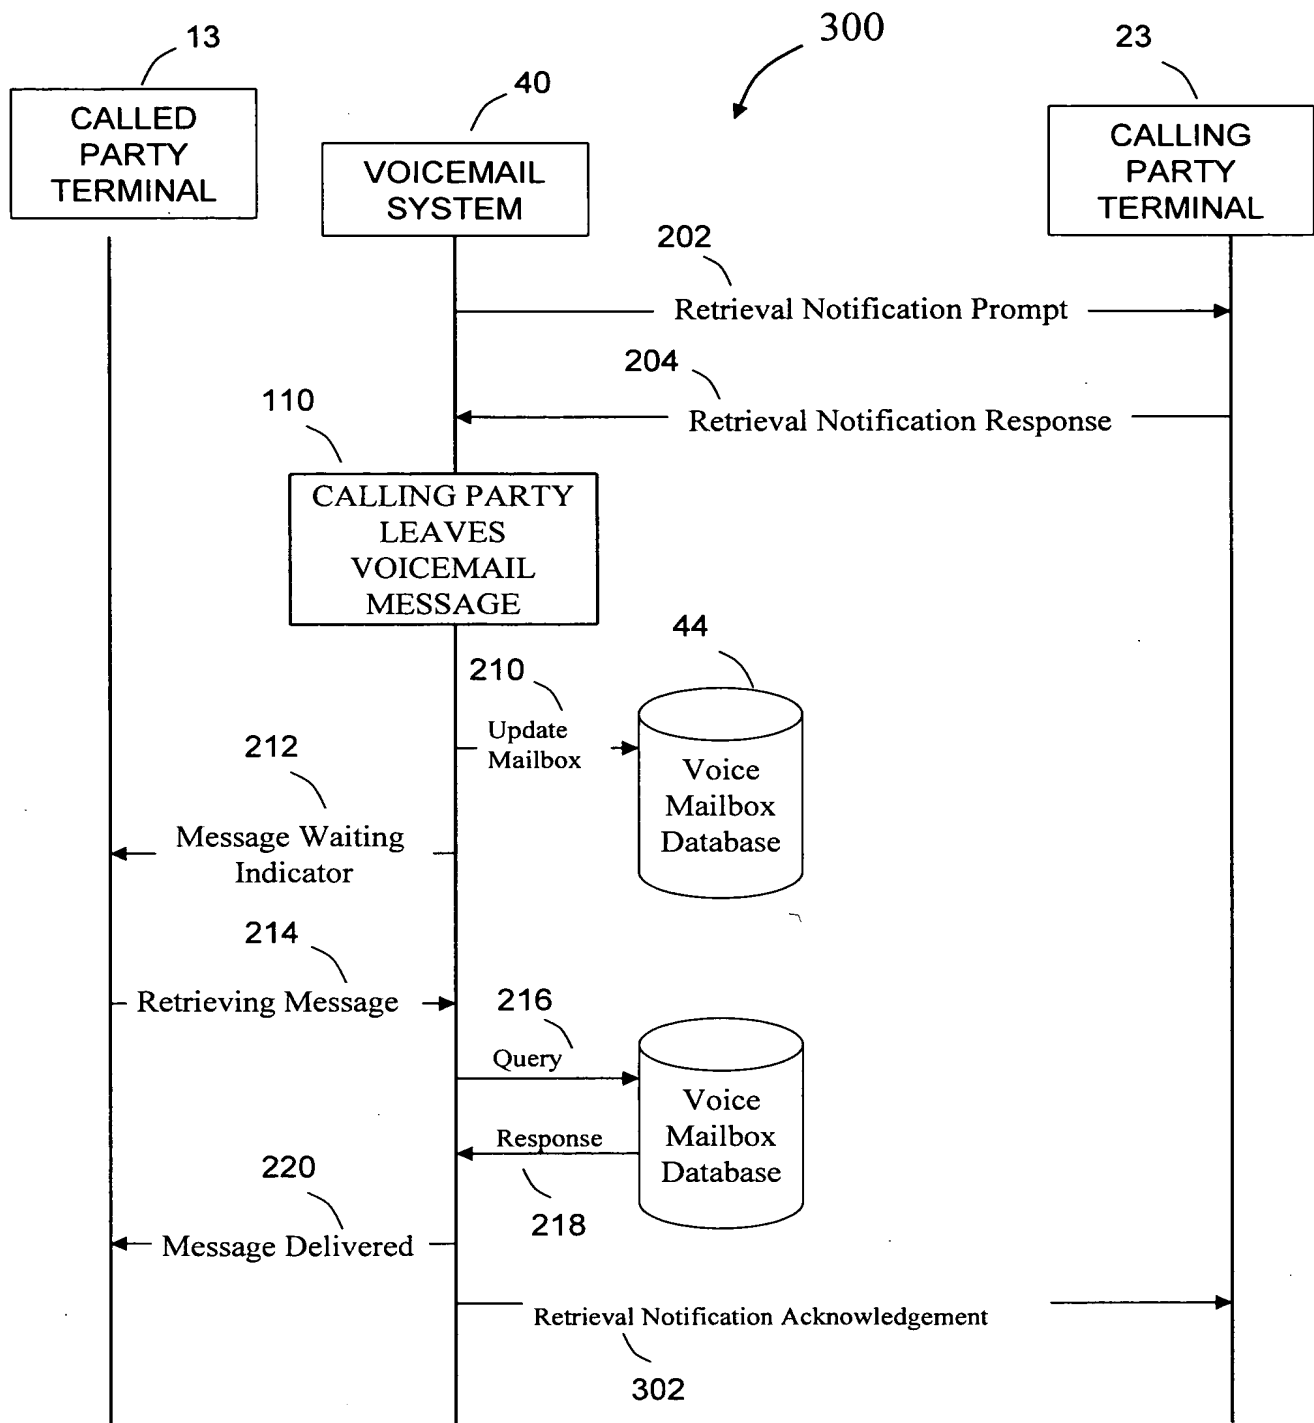 300
13
23
40
CALLED
PARTY
TERMINAL
VOICEMAIL
SYSTEM
CALLING
PARTY
TERMINAL
202
Retrieval Notification Prompt
204
Retrieval Notification Response
110
CALLING PARTY
LEAVES
VOICEMAIL
MESSAGE
44
210
Update
Mailbox
Voice
Mailbox
Database
212
Message Waiting
Indicator
214
Retrieving Message
216
Query
Voice
Mailbox
Database
Response
218
220
Message Delivered
Retrieval Notification Acknowledgement
302